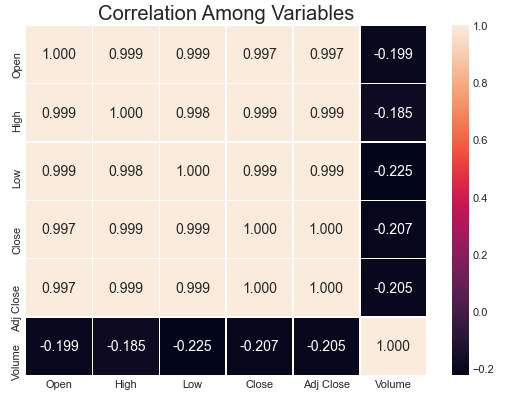 Correlation Among Variables
Open 1.000 0.999 0.999 0.997 0.997 -0.199
High 0.999 1.000 0.998 0.999 0.999 -0.185
Low 0.999 0.998 1.000 0.999 0.999 -0.225
Close 0.997 0.999 0.999 1.000 1.000 -0.207
Adj Close 0.997 0.999 0.999 1.000 1.000 -0.205
Volume -0.199 -0.185 -0.225 -0.207 -0.205 1.000
Open High Low Close Adj Close Volume
1.0
0.8
0.6
0.4
0.2
0.0
−0.2